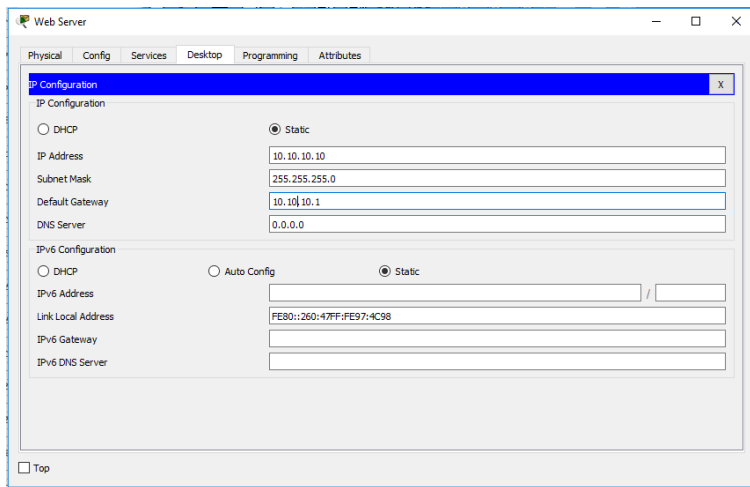 Web Server
Physical Config Services Desktop Programming Attributes
IP Configuration X
IP Configuration
DHCP Static
IP Address 10.10.10.10
Subnet Mask 255.255.255.0
Default Gateway 10.10.10.1
DNS Server 0.0.0.0
IPv6 Configuration
DHCP Auto Config Static
IPv6 Address /
Link Local Address FE80::260:47FF:FE97:4C98
IPv6 Gateway
IPv6 DNS Server
Top